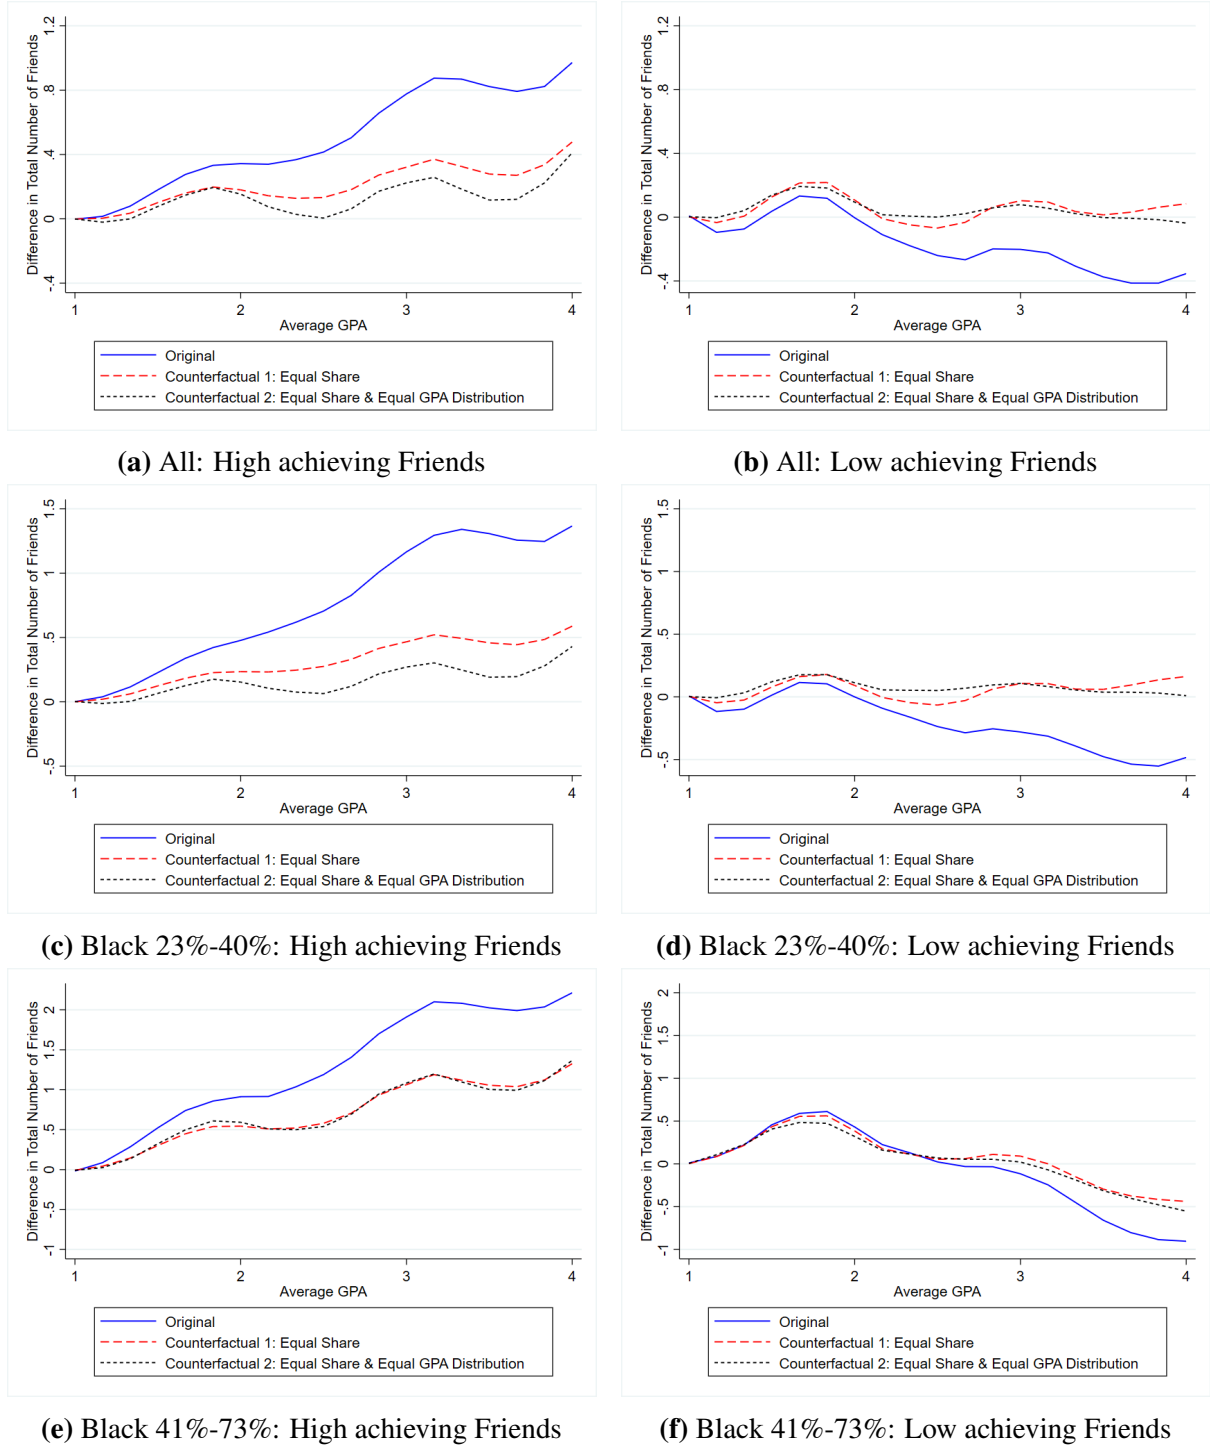 Difference in Total Number of Friends
1.2
.8
.4
0
-.4
1
2
3
4
Average GPA
Original
Counterfactual 1: Equal Share
Counterfactual 2: Equal Share & Equal GPA Distribution
(a) All: High achieving Friends
Difference in Total Number of Friends
1.2
.8
.4
0
-.4
1
2
3
4
Average GPA
Original
Counterfactual 1: Equal Share
Counterfactual 2: Equal Share & Equal GPA Distribution
(b) All: Low achieving Friends
Difference in Total Number of Friends
1.5
1
.5
0
-.5
1
2
3
4
Average GPA
Original
Counterfactual 1: Equal Share
Counterfactual 2: Equal Share & Equal GPA Distribution
(c) Black 23%-40%: High achieving Friends
Difference in Total Number of Friends
1.5
1
.5
0
-.5
1
2
3
4
Average GPA
Original
Counterfactual 1: Equal Share
Counterfactual 2: Equal Share & Equal GPA Distribution
(d) Black 23%-40%: Low achieving Friends
Difference in Total Number of Friends
2
1.5
1
.5
0
-.5
-1
1
2
3
4
Average GPA
Original
Counterfactual 1: Equal Share
Counterfactual 2: Equal Share & Equal GPA Distribution
(e) Black 41%-73%: High achieving Friends
Difference in Total Number of Friends
2
1.5
1
.5
0
-.5
-1
1
2
3
4
Average GPA
Original
Counterfactual 1: Equal Share
Counterfactual 2: Equal Share & Equal GPA Distribution
(f) Black 41%-73%: Low achieving Friends